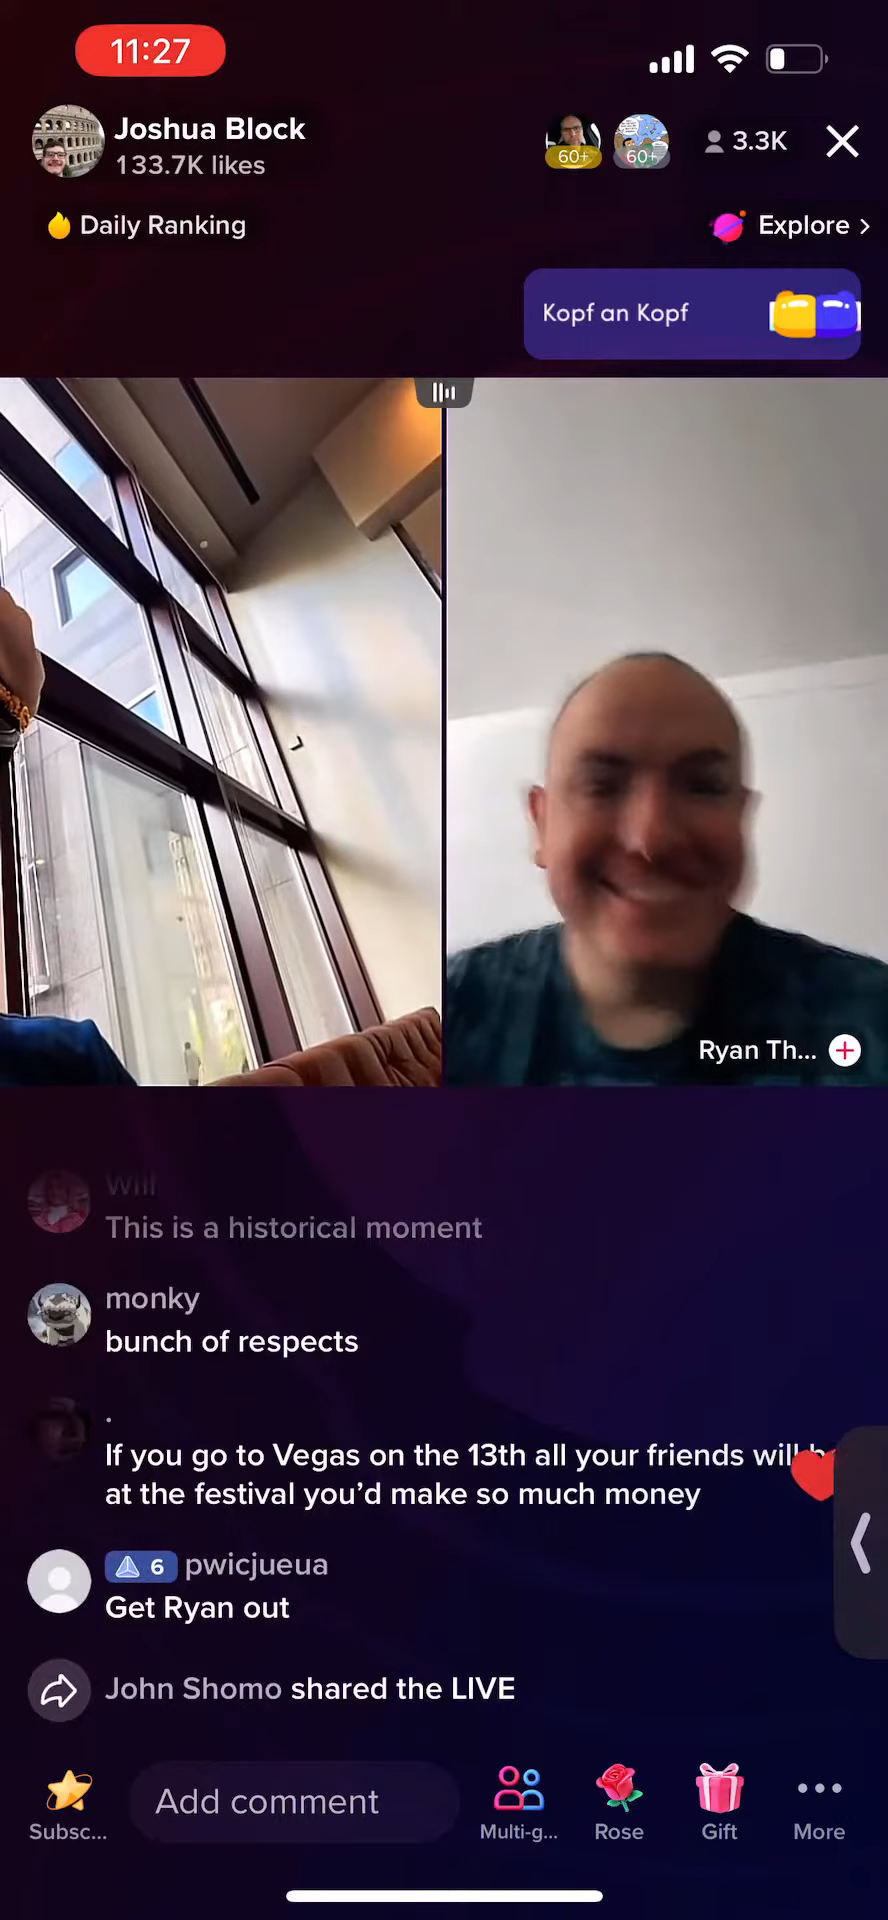 11:27
Joshua Block
133.7K likes
60+
60+
3.3K
Daily Ranking
Explore >
Kopf an Kopf
Ryan Th...
Will
This is a historical moment
monky
bunch of respects
.
If you go to Vegas on the 13th all your friends will
at the festival you'd make so much money
6 pwicjueua
Get Ryan out
John Shomo shared the LIVE
Subsc...
Add comment
Multi-g...
Rose
Gift
More